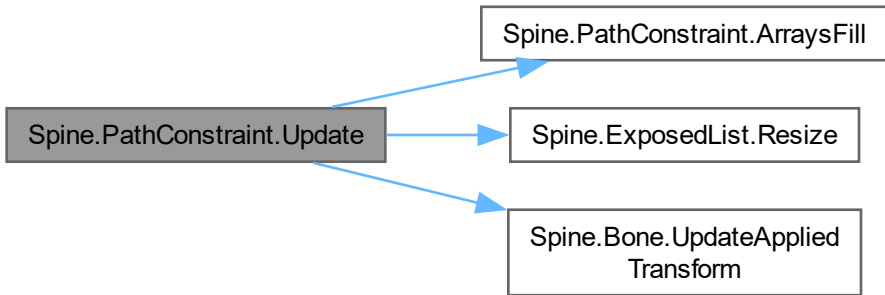 Spine.PathConstraint.ArraysFill
Spine.PathConstraint.Update
Spine.ExposedList.Resize
Spine.Bone.UpdateApplied
Transform